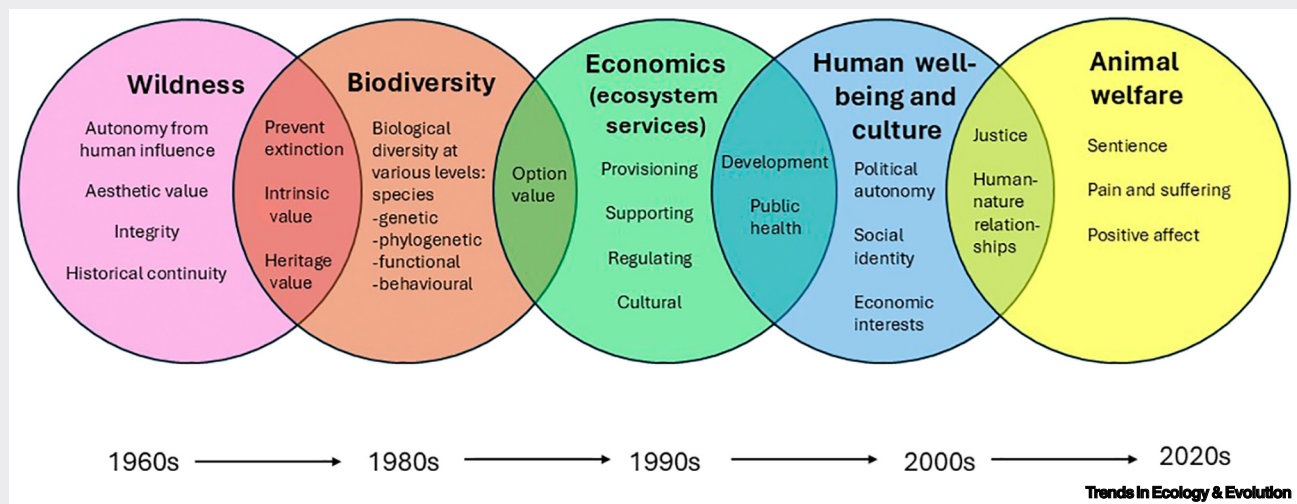 Wildness
Autonomy from
human influence
Aesthetic value
Integrity
Historical continuity
Prevent
extinction
Intrinsic
value
Heritage
value
Biodiversity
Biological
diversity at
various levels:
species
-genetic
-phylogenetic
-functional
-behavioural
Option
value
Economics
(ecosystem
services)
Provisioning
Supporting
Regulating
Cultural
Development
Public
health
Human well-
being and
culture
Political
autonomy
Social
identity
Economic
interests
Justice
Human-
nature
relation-
ships
Animal
welfare
Sentience
Pain and suffering
Positive affect
1960s
1980s
1990s
2000s
2020s
Trends in Ecology & Evolution